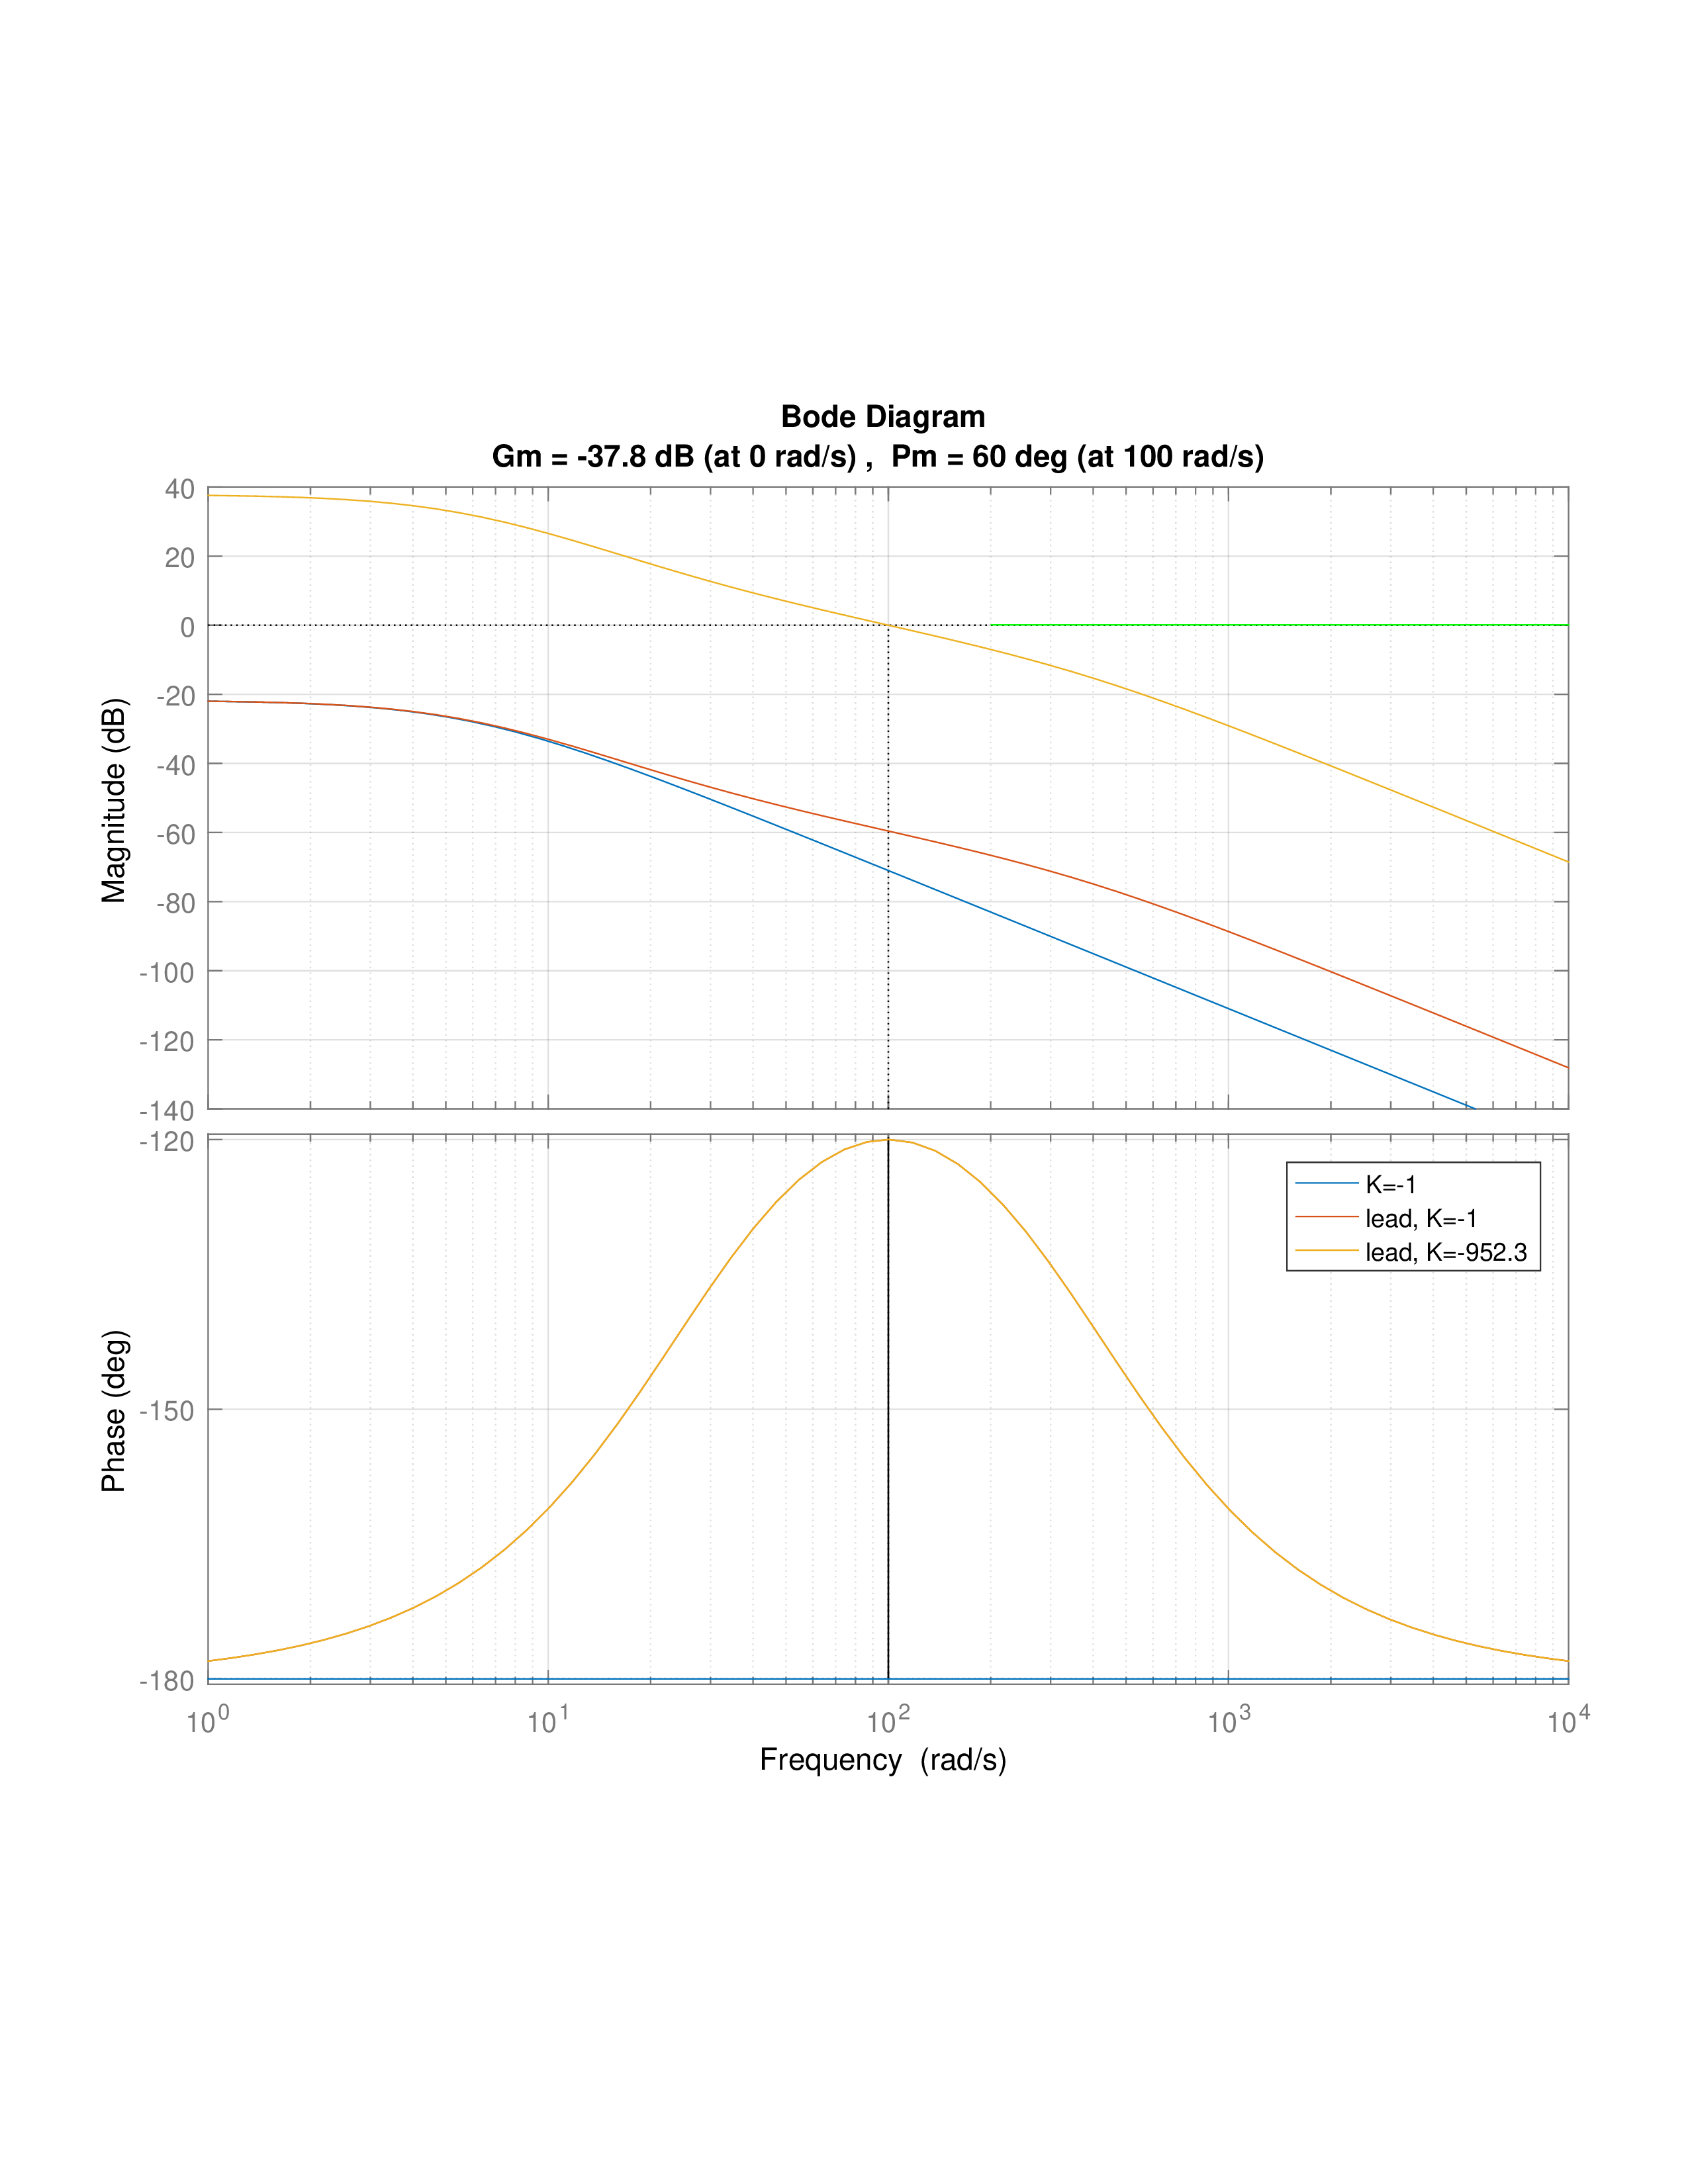 Bode Diagram
Gm = -37.8 dB (at 0 rad/s) , Pm = 60 deg (at 100 rad/s)
Magnitude (dB)
40
20
0
-20
-40
-60
-80
-100
-120
-140
Phase (deg)
-120
-150
-180
K=-1
lead, K=-1
lead, K=-952.3
10^0 10^1 10^2 10^3 10^4
Frequency (rad/s)